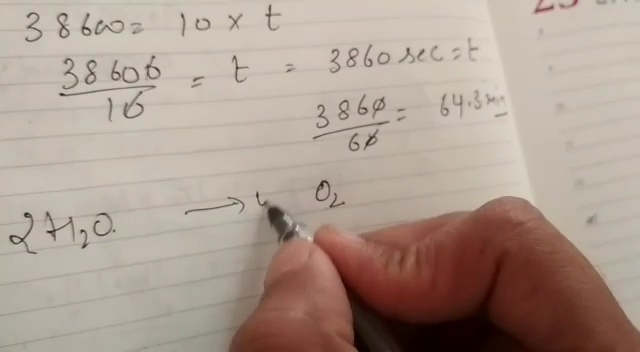 38600 = 10 × t
38600/10 = t = 3860 sec = t
3860/60 = 64.3 min
2H₂O. → O₂